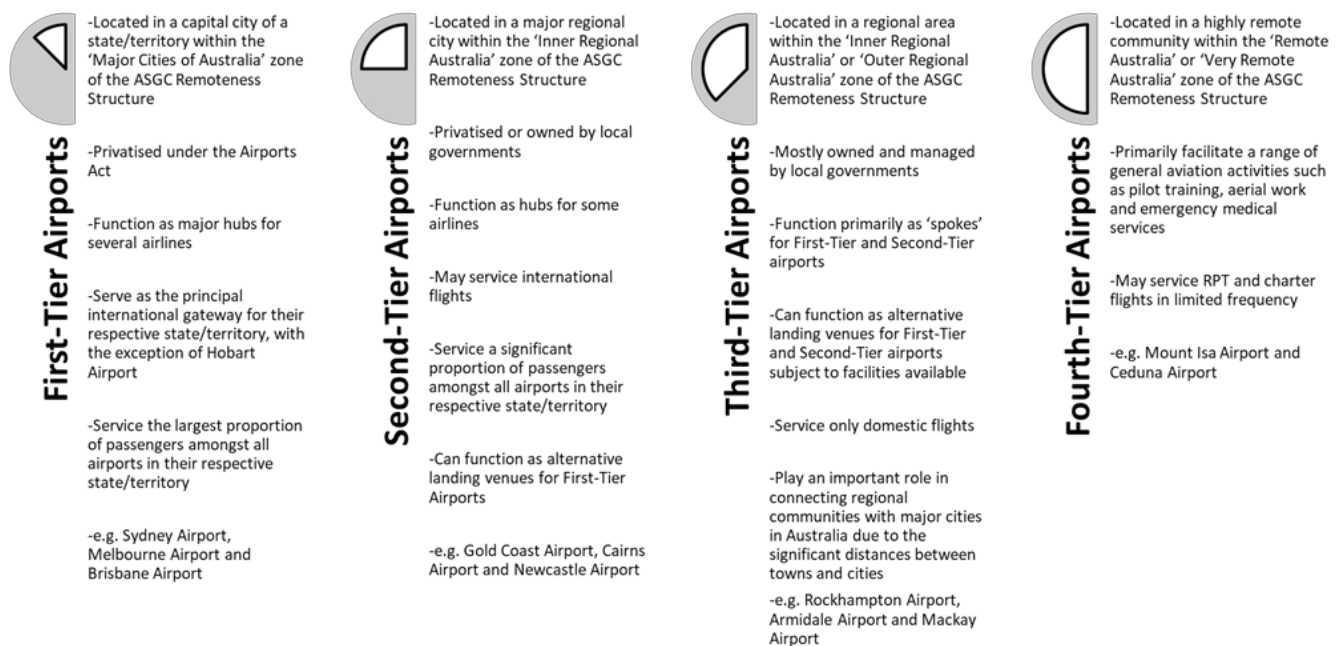 First-Tier Airports
-Located in a capital city of a
state/territory within the
‘Major Cities of Australia’ zone
of the ASGC Remoteness
Structure
-Privatised under the Airports
Act
-Function as major hubs for
several airlines
-Serve as the principal
international gateway for their
respective state/territory, with
the exception of Hobart
Airport
-Service the largest proportion
of passengers amongst all
airports in their respective
state/territory
-e.g. Sydney Airport,
Melbourne Airport and
Brisbane Airport
Second-Tier Airports
-Located in a major regional
city within the ‘Inner Regional
Australia’ zone of the ASGC
Remoteness Structure
-Privatised or owned by local
governments
-Function as hubs for some
airlines
-May service international
flights
-Service a significant
proportion of passengers
amongst all airports in their
respective state/territory
-Can function as alternative
landing venues for First-Tier
Airports
-e.g. Gold Coast Airport, Cairns
Airport and Newcastle Airport
Third-Tier Airports
-Located in a regional area
within the ‘Inner Regional
Australia’ or ‘Outer Regional
Australia’ zone of the ASGC
Remoteness Structure
-Mostly owned and managed
by local governments
-Function primarily as ‘spokes’
for First-Tier and Second-Tier
airports
-Can function as alternative
landing venues for First-Tier
and Second-Tier airports
subject to facilities available
-Service only domestic flights
-Play an important role in
connecting regional
communities with major cities
in Australia due to the
significant distances between
towns and cities
-e.g. Rockhampton Airport,
Armidale Airport and Mackay
Airport
Fourth-Tier Airports
-Located in a highly remote
community within the ‘Remote
Australia’ or ‘Very Remote
Australia’ zone of the ASGC
Remoteness Structure
-Primarily facilitate a range of
general aviation activities such
as pilot training, aerial work
and emergency medical
services
-May service RPT and charter
flights in limited frequency
-e.g. Mount Isa Airport and
Ceduna Airport